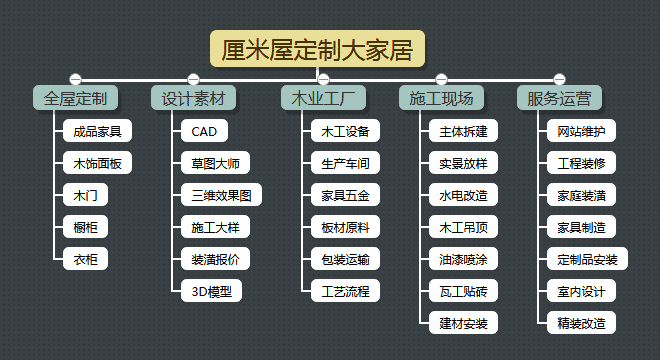 厘米屋定制大家居
全屋定制
成品家具
木饰面板
木门
橱柜
衣柜
设计素材
CAD
草图大师
三维效果图
施工大样
装潢报价
3D模型
木业工厂
木工设备
生产车间
家具五金
板材原料
包装运输
工艺流程
施工现场
主体拆建
实景放样
水电改造
木工吊顶
油漆喷涂
瓦工贴砖
建材安装
服务运营
网站维护
工程装修
家庭装潢
家具制造
定制品安装
室内设计
精装改造